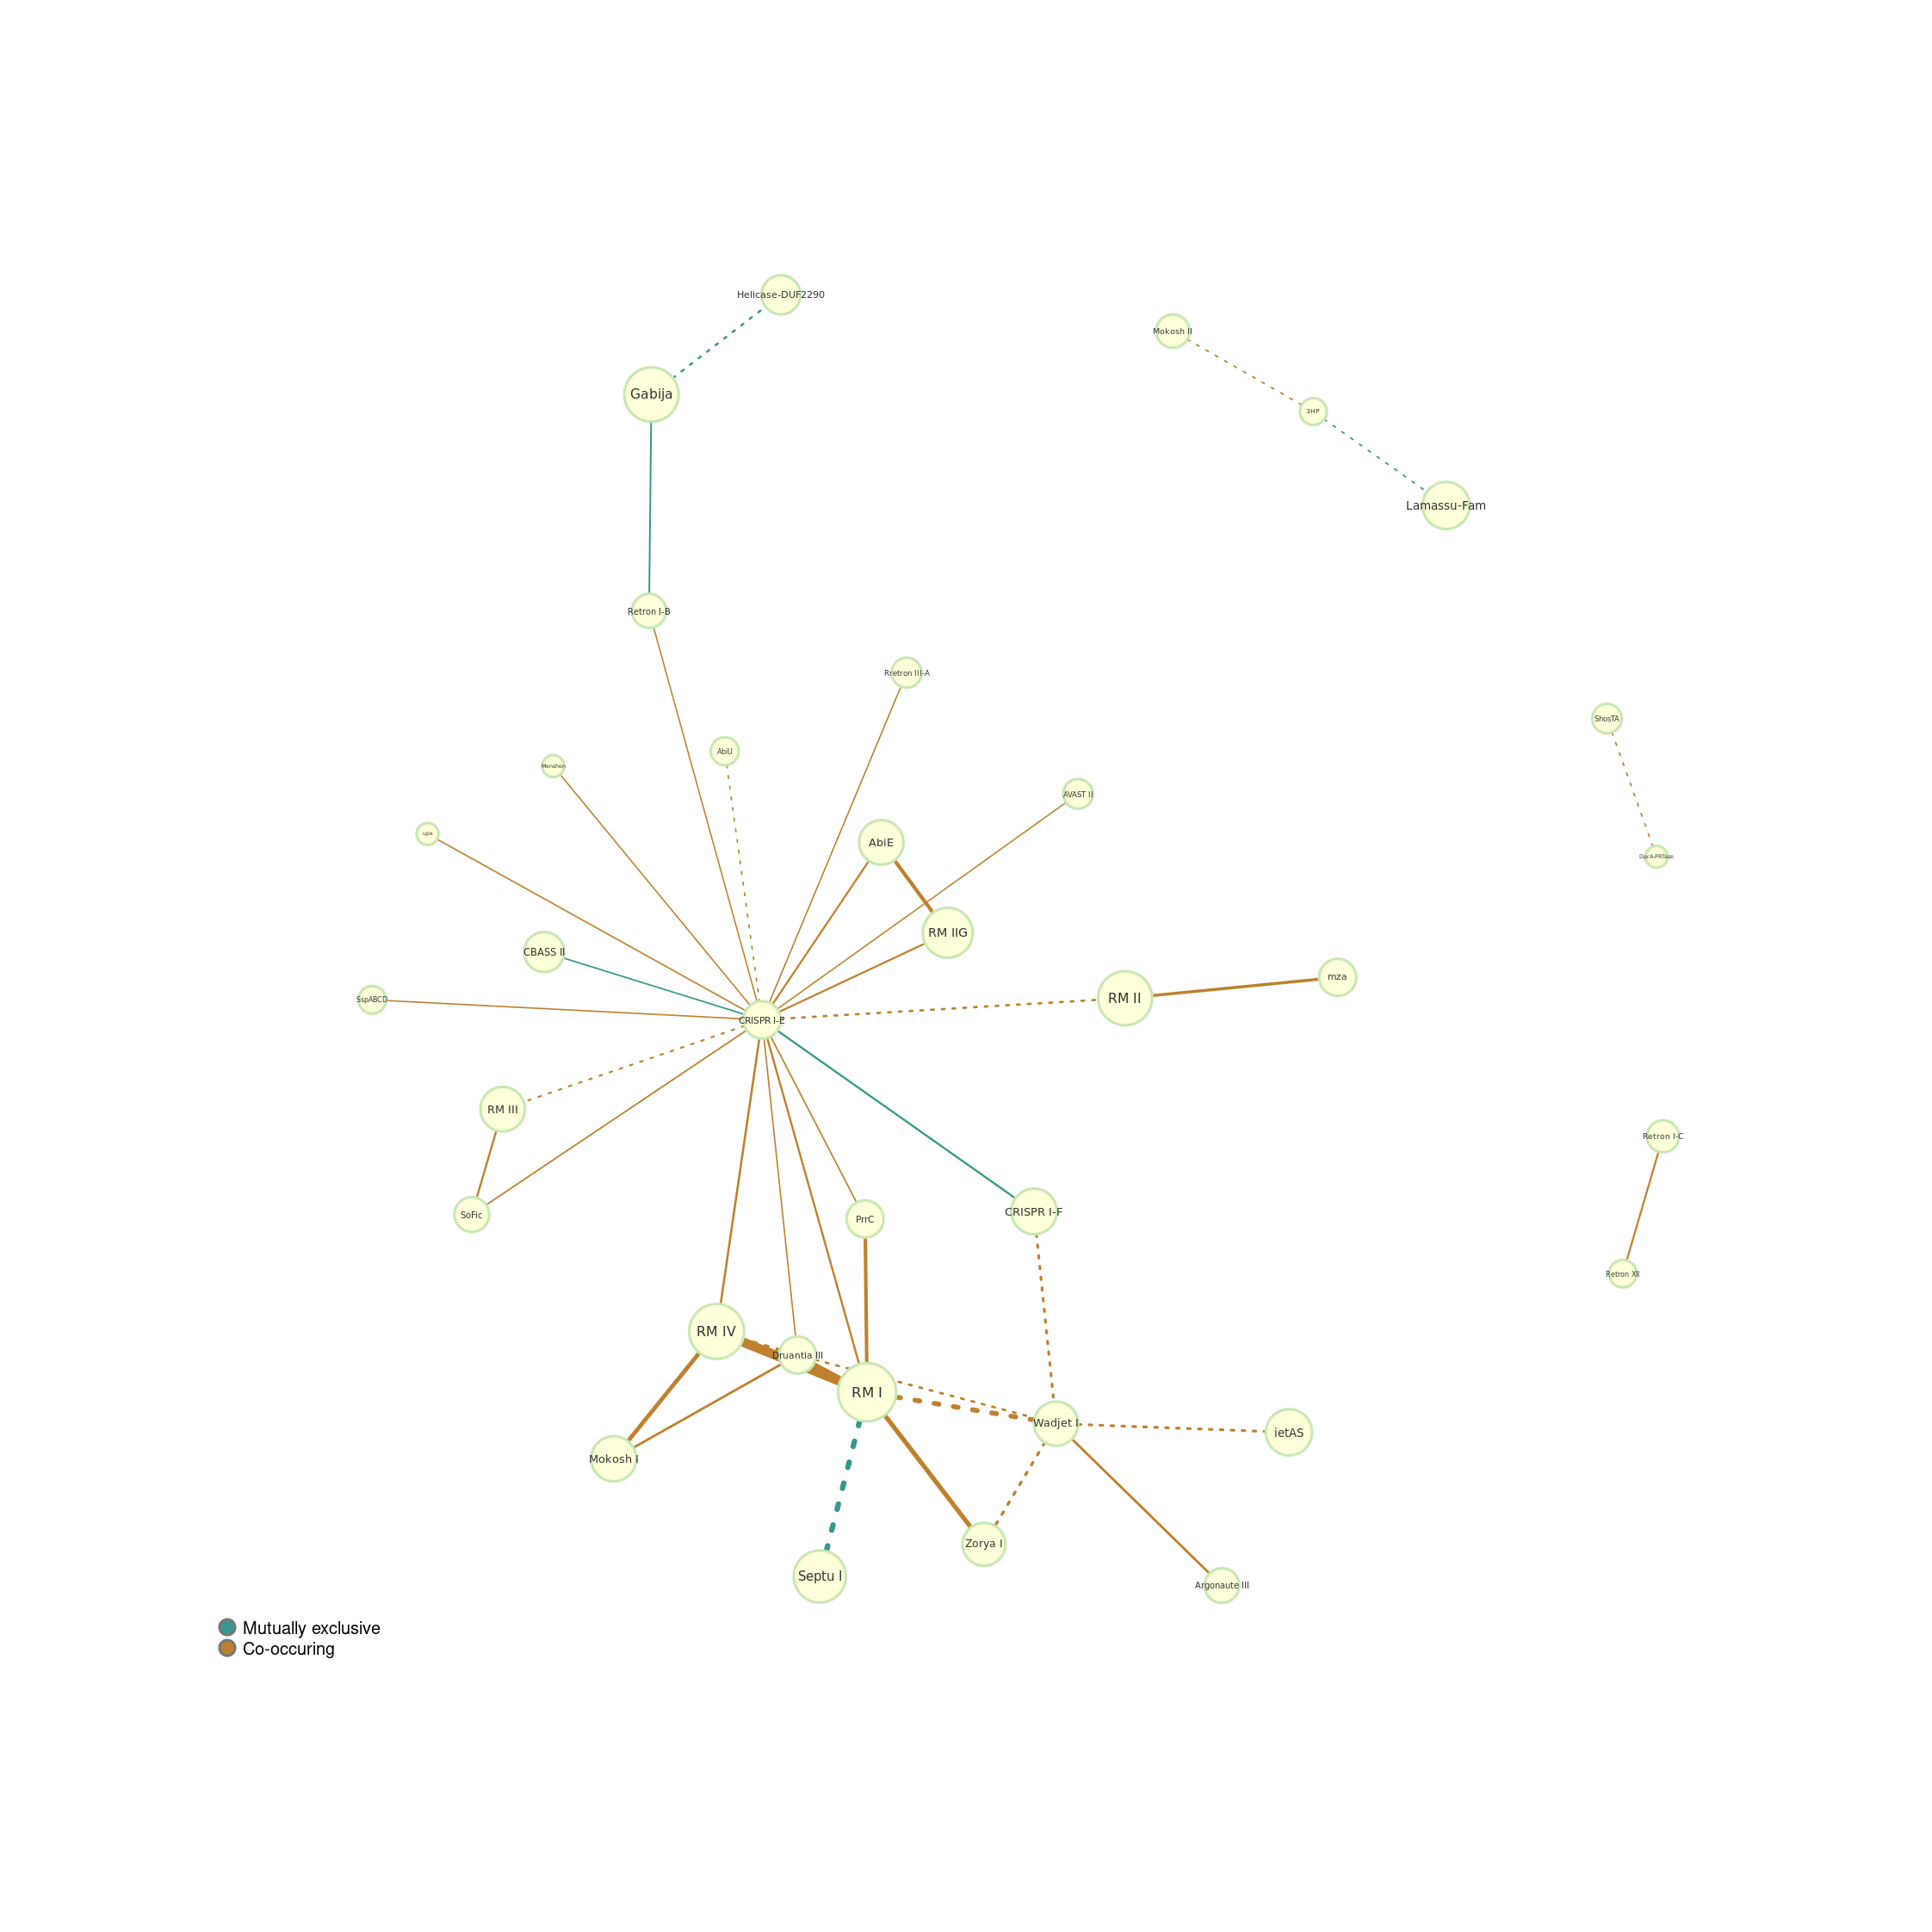 Helicase-DUF2290
Mokosh II
Gabija
3HP
Lamassu-Fam
Retron I-B
Rretron III-A
ShosTA
AbiU
Menshen
AVAST II
upx
AbiE
DprA-PRTase
RM IIG
CBASS II
mza
RM II
SspABCD
CRISPR I-E
RM III
Retron I-C
CRISPR I-F
SoFic
PrrC
Retron XII
RM IV
Druantia III
RM I
Wadjet I
ietAS
Mokosh I
Zorya I
Septu I
Argonaute III
Mutually exclusive
Co-occuring